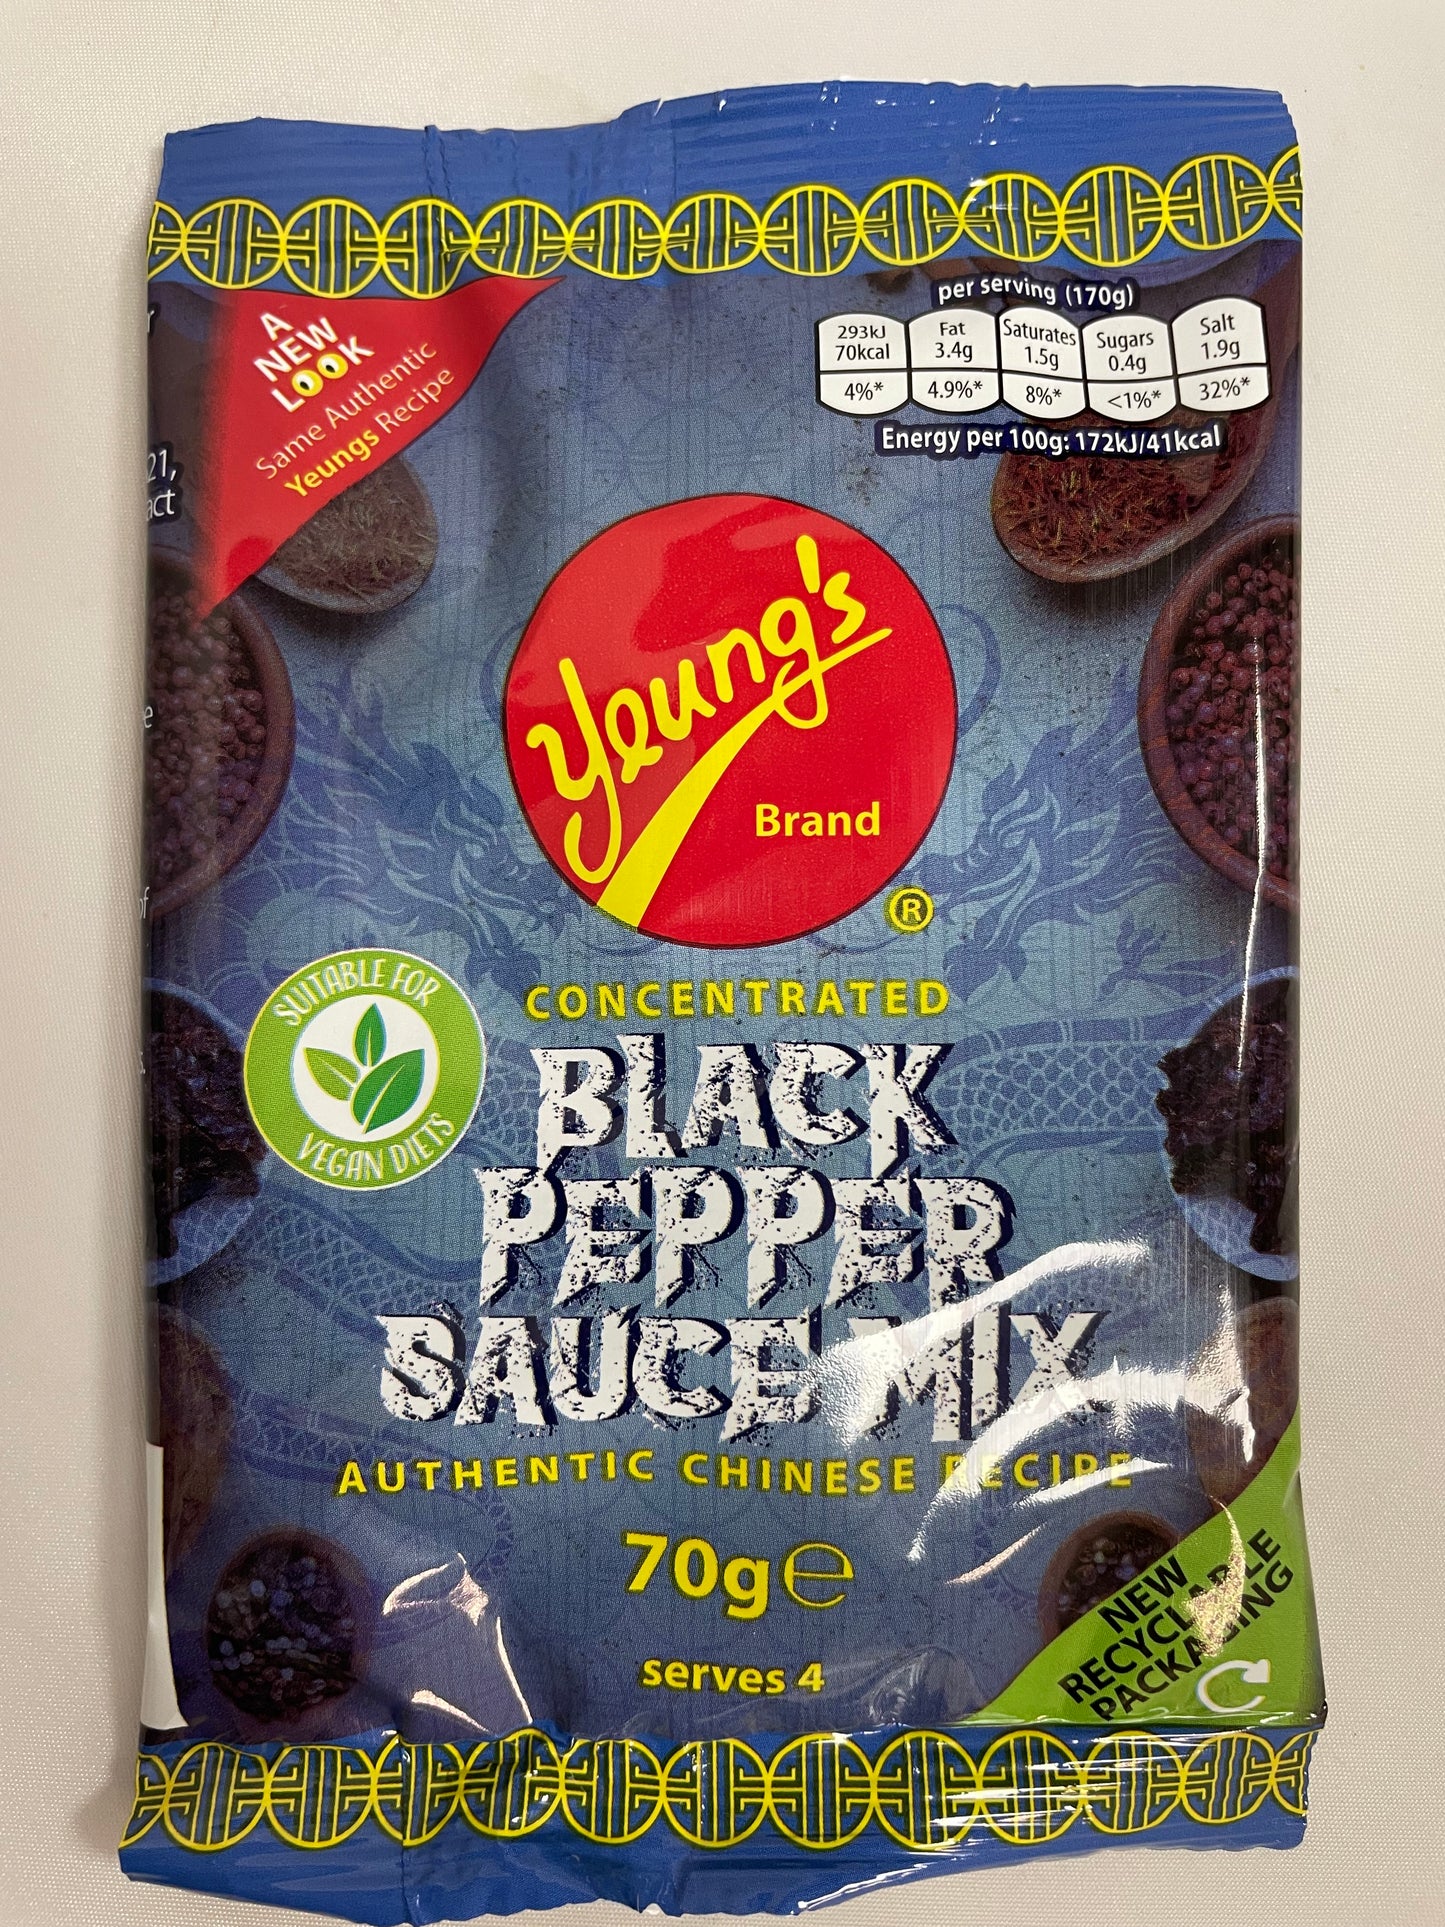 A
NEW
LOOK
Same Authentic
Yeungs Recipe
per serving (170g)
293kJ
70kcal
4%*
Fat
3.4g
4.9%*
Saturates
1.5g
8%*
Sugars
0.4g
<1%*
Salt
1.9g
32%*
Energy per 100g: 172kJ/41kcal
21,
act
Yeung's
Brand
®
CONCENTRATED
BLACK
PEPPER
SAUCE MIX
AUTHENTIC CHINESE RECIPE
SUITABLE FOR
VEGAN DIETS
70g ℮
serves 4
NEW
RECYCLABLE
PACKAGING